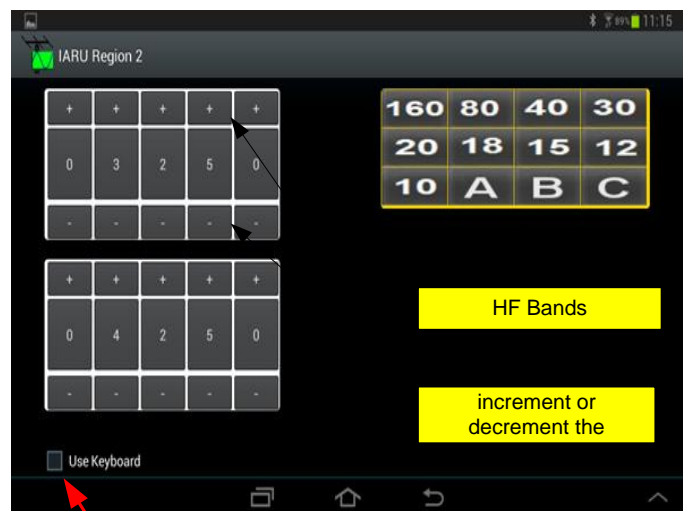 89% 11:15
IARU Region 2
+ + + + +
0 3 2 5 0
- - - - -
160 80 40 30
20 18 15 12
10 A B C
+ + + + +
0 4 2 5 0
- - - - -
HF Bands
increment or
decrement the
Use Keyboard